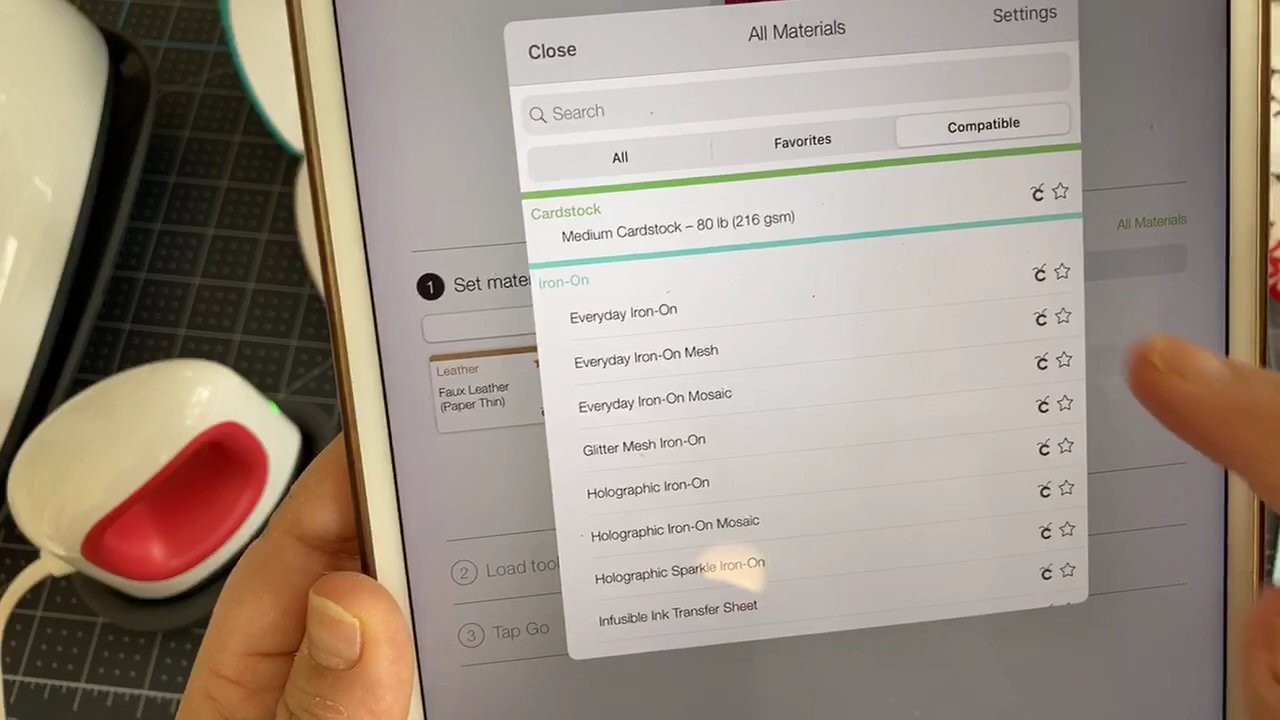 Close
All Materials
Settings
Search
All
Favorites
Compatible
Cardstock
Medium Cardstock – 80 lb (216 gsm)
All Materials
Iron-On
1 Set mate
Everyday Iron-On
Everyday Iron-On Mesh
Leather
Faux Leather
(Paper Thin)
Everyday Iron-On Mosaic
Glitter Mesh Iron-On
Holographic Iron-On
Holographic Iron-On Mosaic
Holographic Sparkle Iron-On
2 Load tool
Infusible Ink Transfer Sheet
3 Tap Go